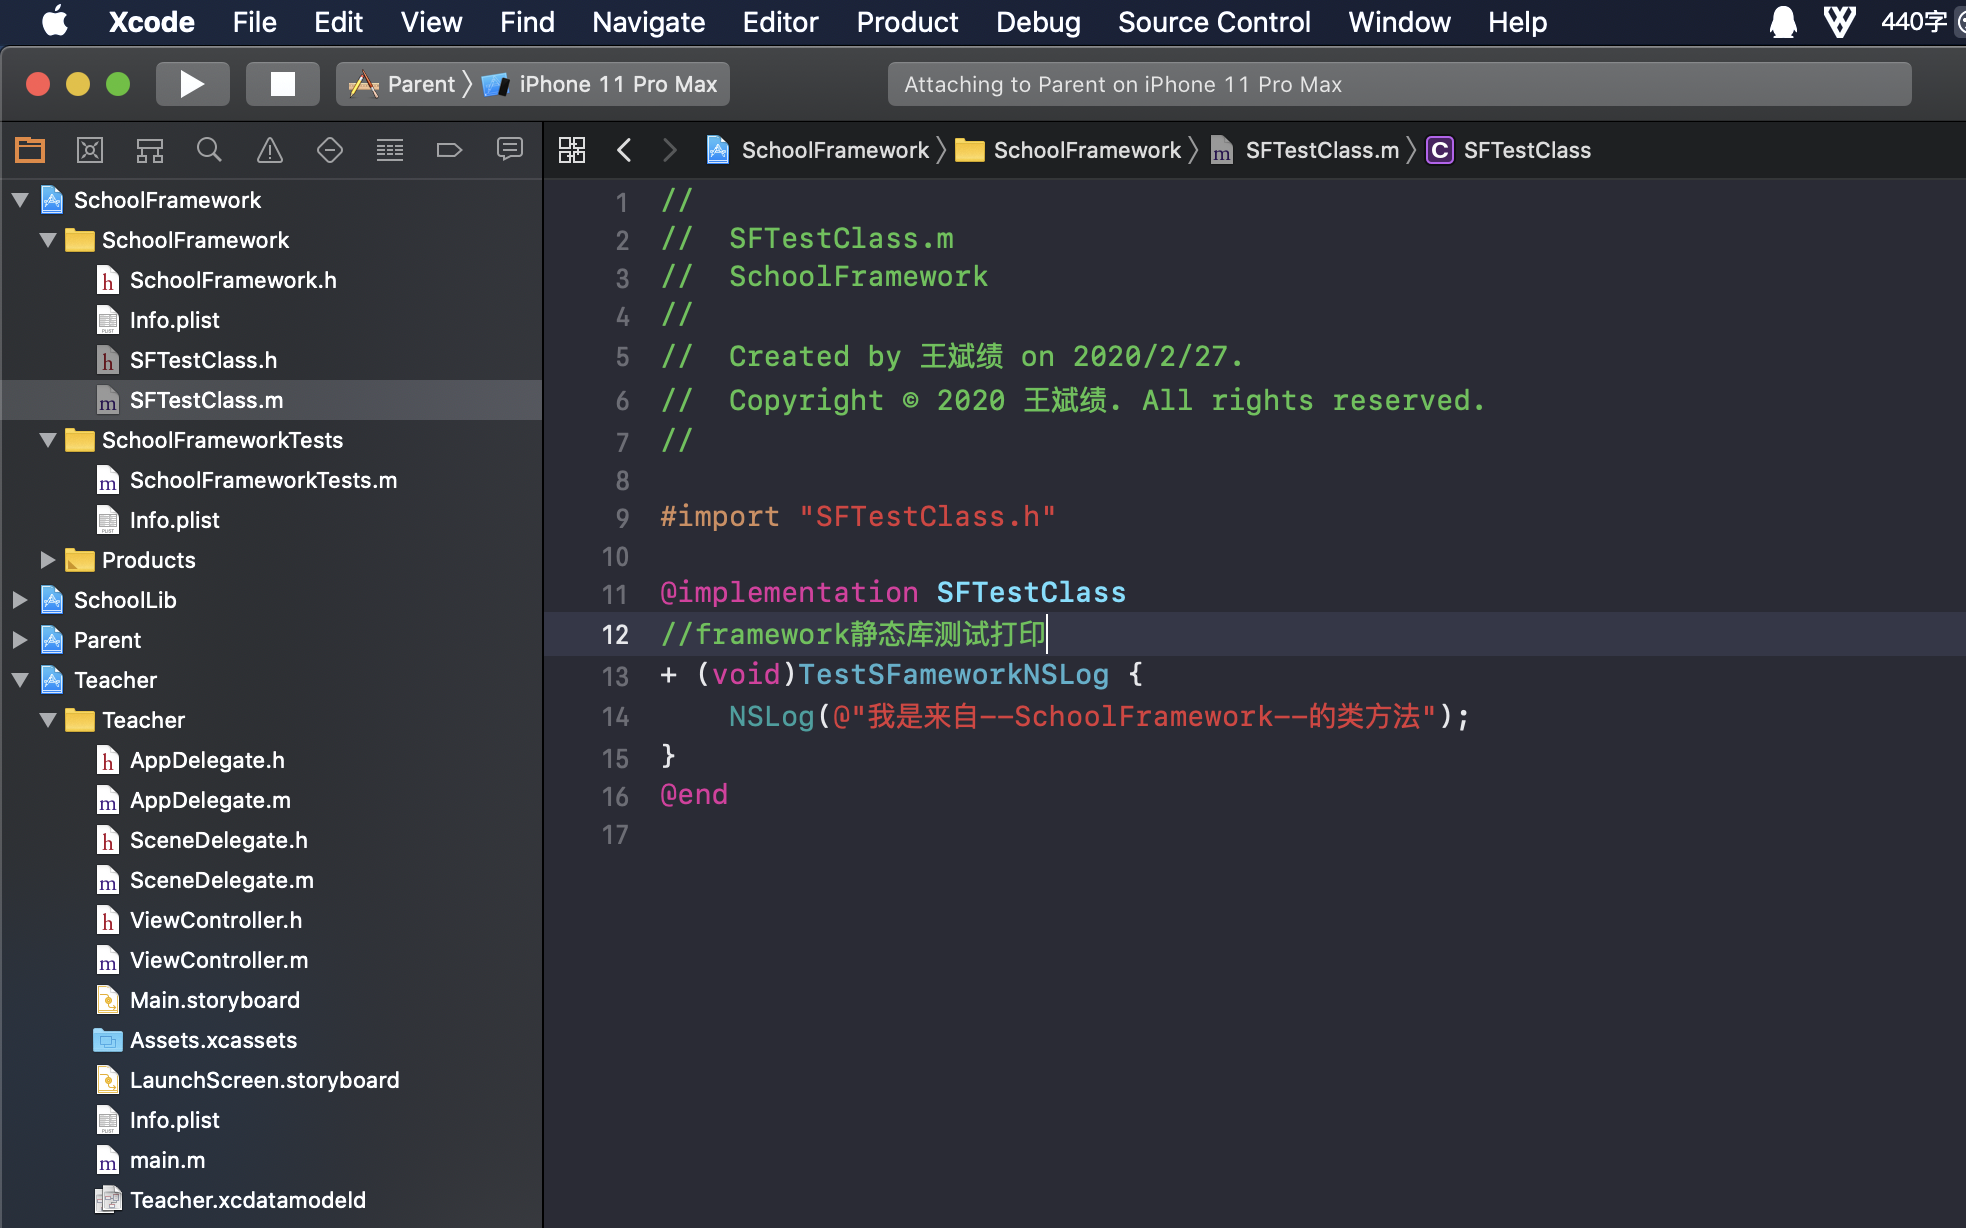 Xcode File Edit View Find Navigate Editor Product Debug Source Control Window Help 440字
Parent iPhone 11 Pro Max Attaching to Parent on iPhone 11 Pro Max
SchoolFramework SchoolFramework SFTestClass.m C SFTestClass
SchoolFramework
SchoolFramework
SchoolFramework.h
Info.plist
SFTestClass.h
SFTestClass.m
SchoolFrameworkTests
SchoolFrameworkTests.m
Info.plist
Products
SchoolLib
Parent
Teacher
Teacher
AppDelegate.h
AppDelegate.m
SceneDelegate.h
SceneDelegate.m
ViewController.h
ViewController.m
Main.storyboard
Assets.xcassets
LaunchScreen.storyboard
Info.plist
main.m
Teacher.xcdatamodeld
1 //
2 //  SFTestClass.m
3 //  SchoolFramework
4 //
5 //  Created by 王斌绩 on 2020/2/27.
6 //  Copyright © 2020 王斌绩. All rights reserved.
7 //
8
9 #import "SFTestClass.h"
10
11 @implementation SFTestClass
12 //framework静态库测试打印
13 + (void)TestSFameworkNSLog {
14     NSLog(@"我是来自--SchoolFramework--的类方法");
15 }
16 @end
17